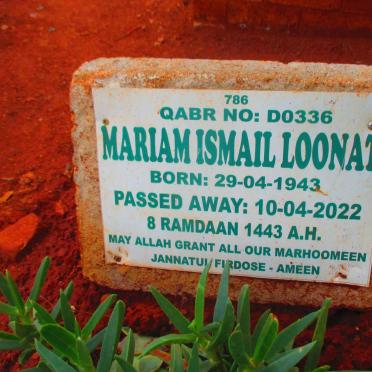 786
QABR NO: D0336
MARIAM ISMAIL LOONAT
BORN: 29-04-1943
PASSED AWAY: 10-04-2022
8 RAMDAAN 1443 A.H.
MAY ALLAH GRANT ALL OUR MARHOOMEEN
JANNATUL FIRDOSE - AMEEN